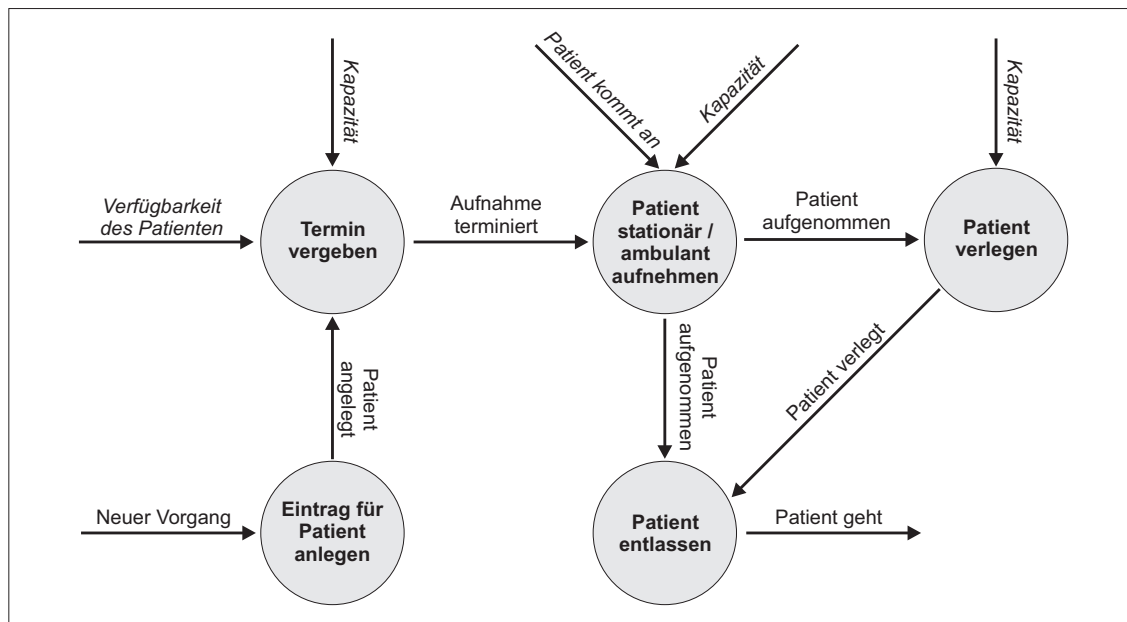 Kapazität
Patient kommt an
Kapazität
Kapazität
Verfügbarkeit
des Patienten
Termin
vergeben
Aufnahme
terminiert
Patient
stationär /
ambulant
aufnehmen
Patient
aufgenommen
Patient
verlegen
Patient
angelegt
Patient
aufgenommen
Patient verlegt
Neuer Vorgang
Eintrag für
Patient
anlegen
Patient
entlassen
Patient geht